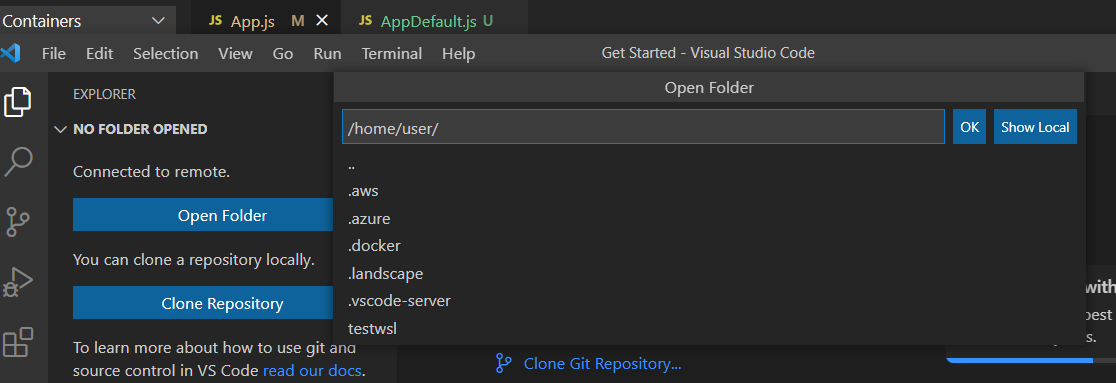 Containers
JS App.js M
JS AppDefault.js U
File Edit Selection View Go Run Terminal Help
Get Started - Visual Studio Code
EXPLORER
NO FOLDER OPENED
Connected to remote.
Open Folder
You can clone a repository locally.
Clone Repository
To learn more about how to use git and
source control in VS Code read our docs.
Open Folder
/home/user/
OK
Show Local
..
.aws
.azure
.docker
.landscape
.vscode-server
testwsl
Clone Git Repository...
with